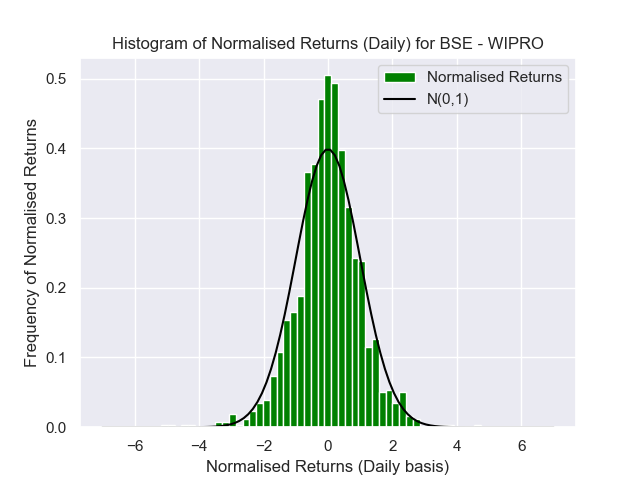 Histogram of Normalised Returns (Daily) for BSE - WIPRO
Normalised Returns
N(0,1)
Frequency of Normalised Returns
0.5
0.4
0.3
0.2
0.1
0.0
−6 −4 −2 0 2 4 6
Normalised Returns (Daily basis)